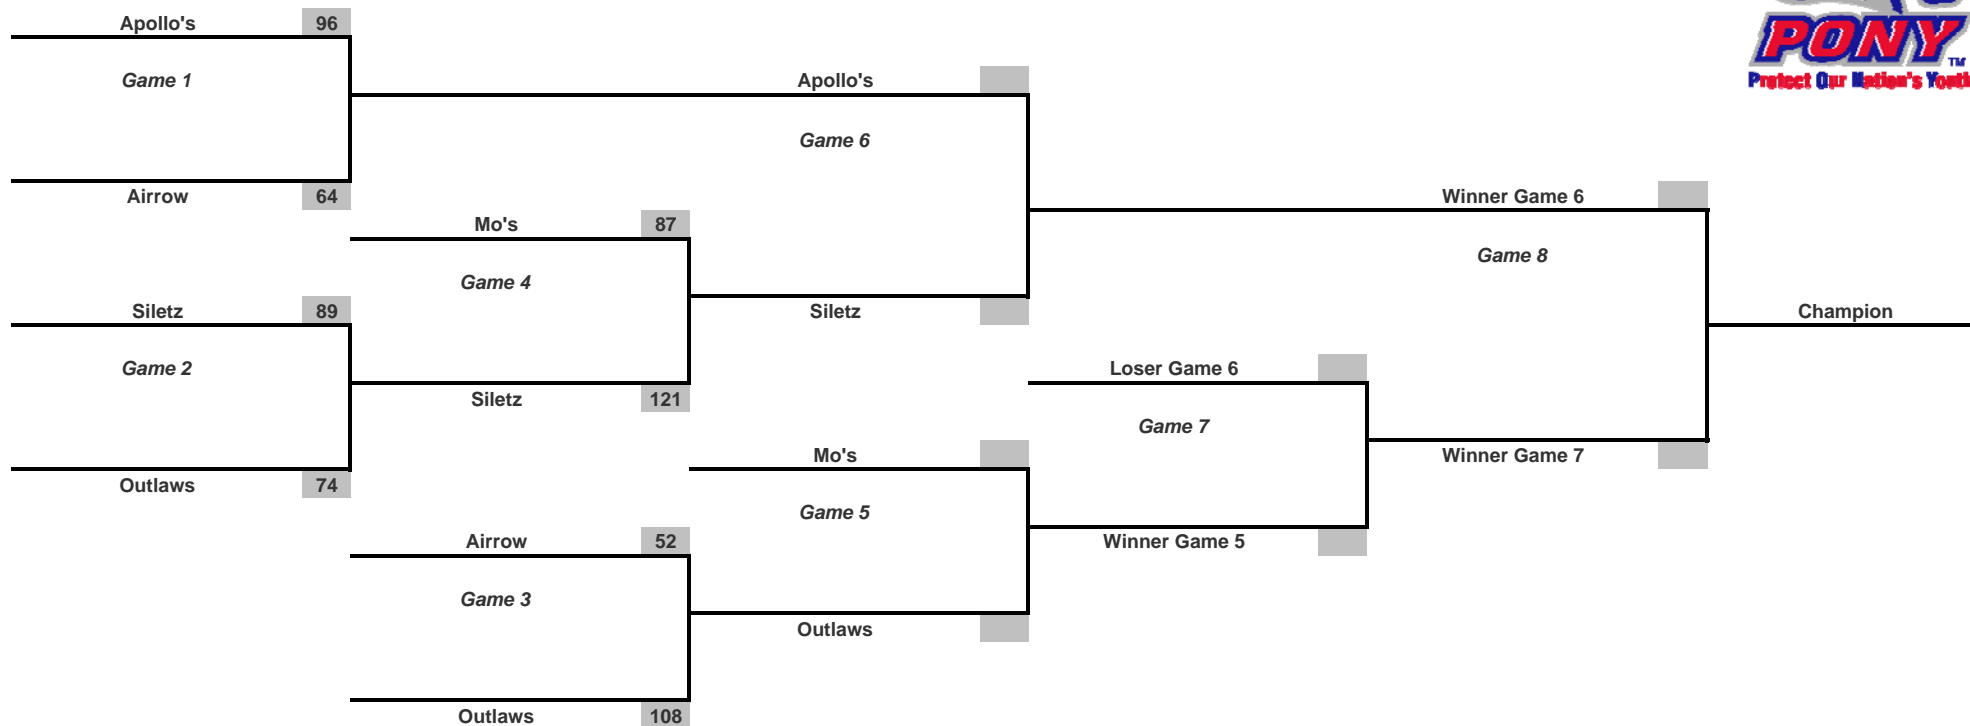 Apollo's 96
PONY TM
Game 1
Protect Our Nation's Youth
Apollo's
Game 6
Airrow 64
Winner Game 6
Mo's 87
Game 8
Game 4
Siletz 89
Siletz
Champion
Game 2
Loser Game 6
Siletz 121
Game 7
Mo's
Winner Game 7
Outlaws 74
Game 5
Airrow 52
Winner Game 5
Game 3
Outlaws
Outlaws 108